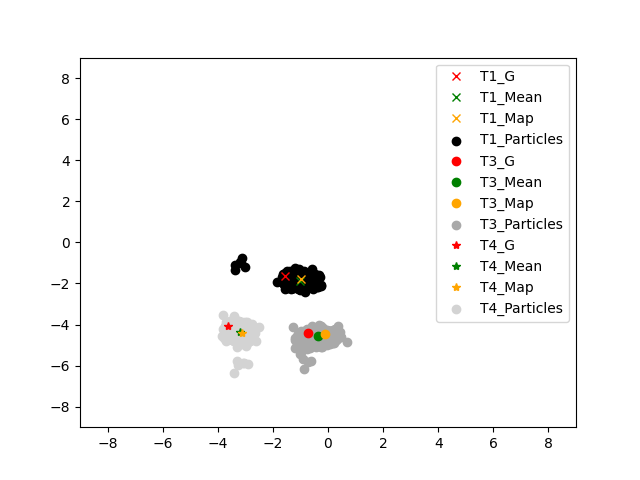 8
6
4
2
0
−2
−4
−6
−8
−8 −6 −4 −2 0 2 4 6 8
T1_G
T1_Mean
T1_Map
T1_Particles
T3_G
T3_Mean
T3_Map
T3_Particles
T4_G
T4_Mean
T4_Map
T4_Particles